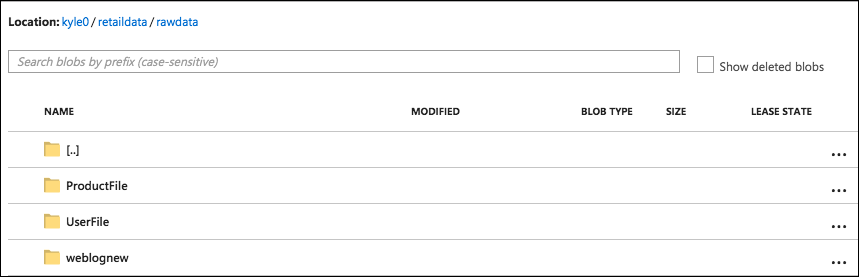 Location: kyle0 / retaildata / rawdata
Search blobs by prefix (case-sensitive)
Show deleted blobs
NAME MODIFIED BLOB TYPE SIZE LEASE STATE
[..] ...
ProductFile ...
UserFile ...
weblognew ...